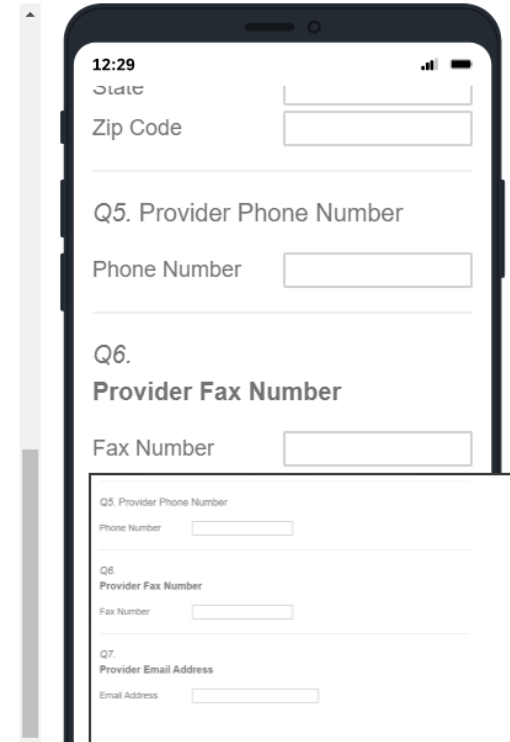 12:29
State
Zip Code
Q5. Provider Phone Number
Phone Number
Q6.
Provider Fax Number
Fax Number
Q5. Provider Phone Number
Phone Number
Q6.
Provider Fax Number
Fax Number
Q7.
Provider Email Address
Email Address